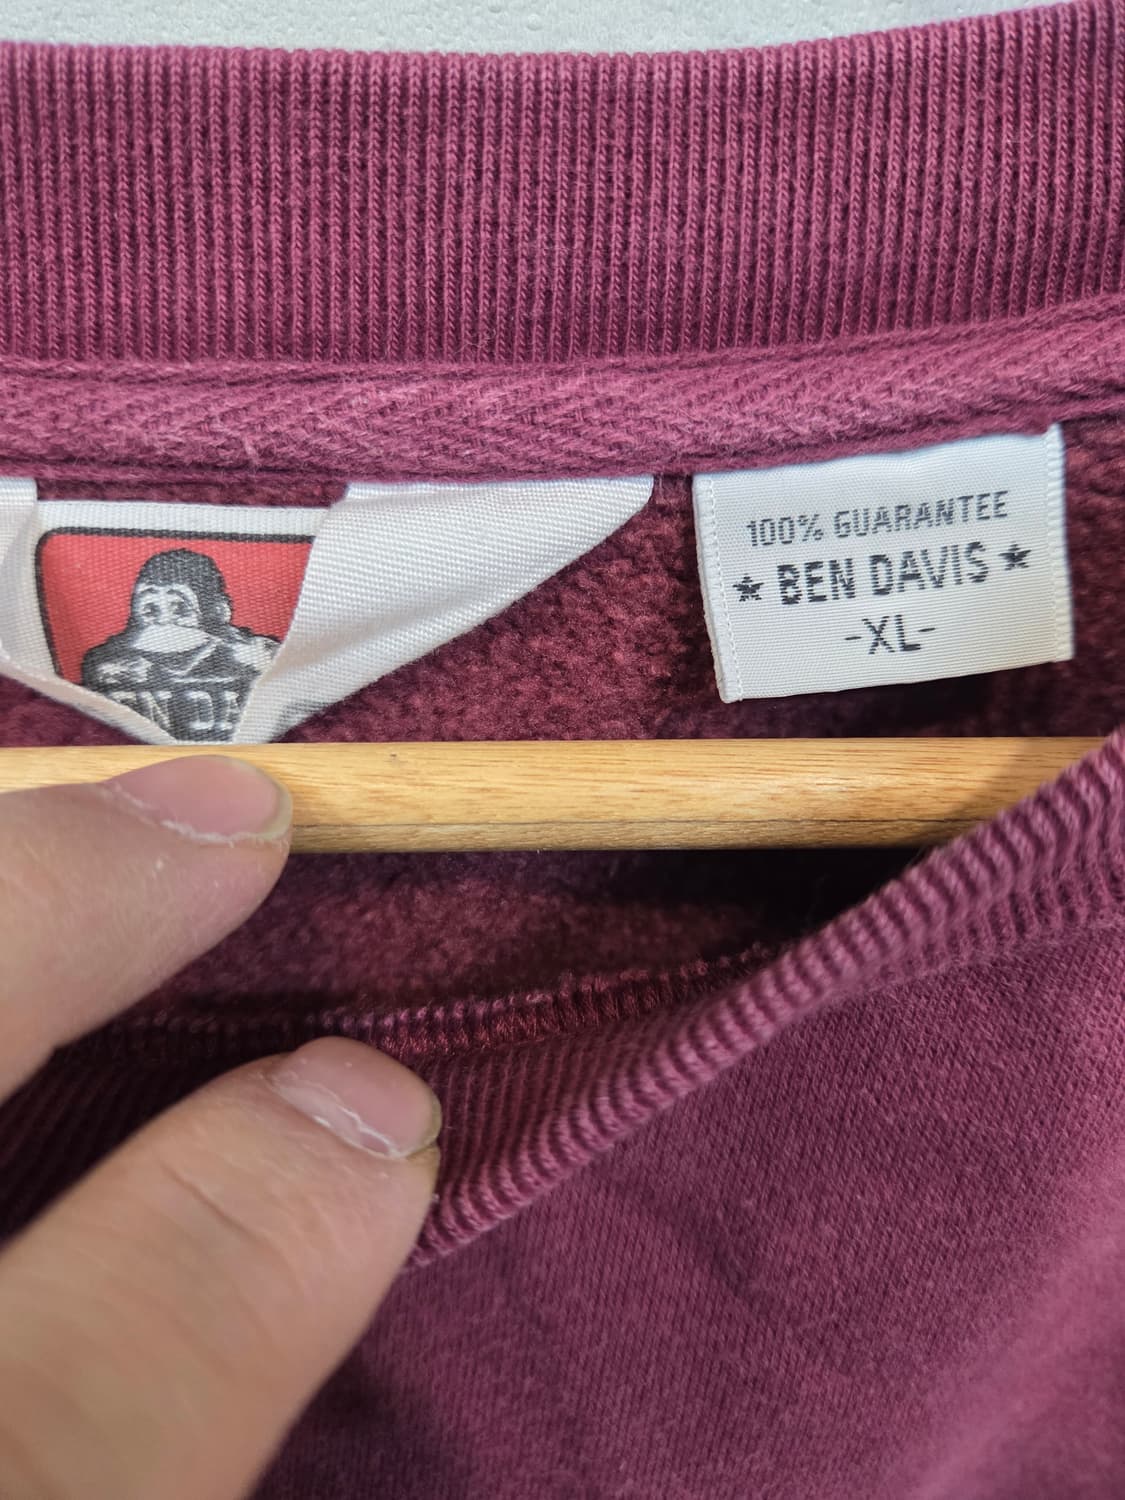 100% GUARANTEE
★ BEN DAVIS ★
-XL-